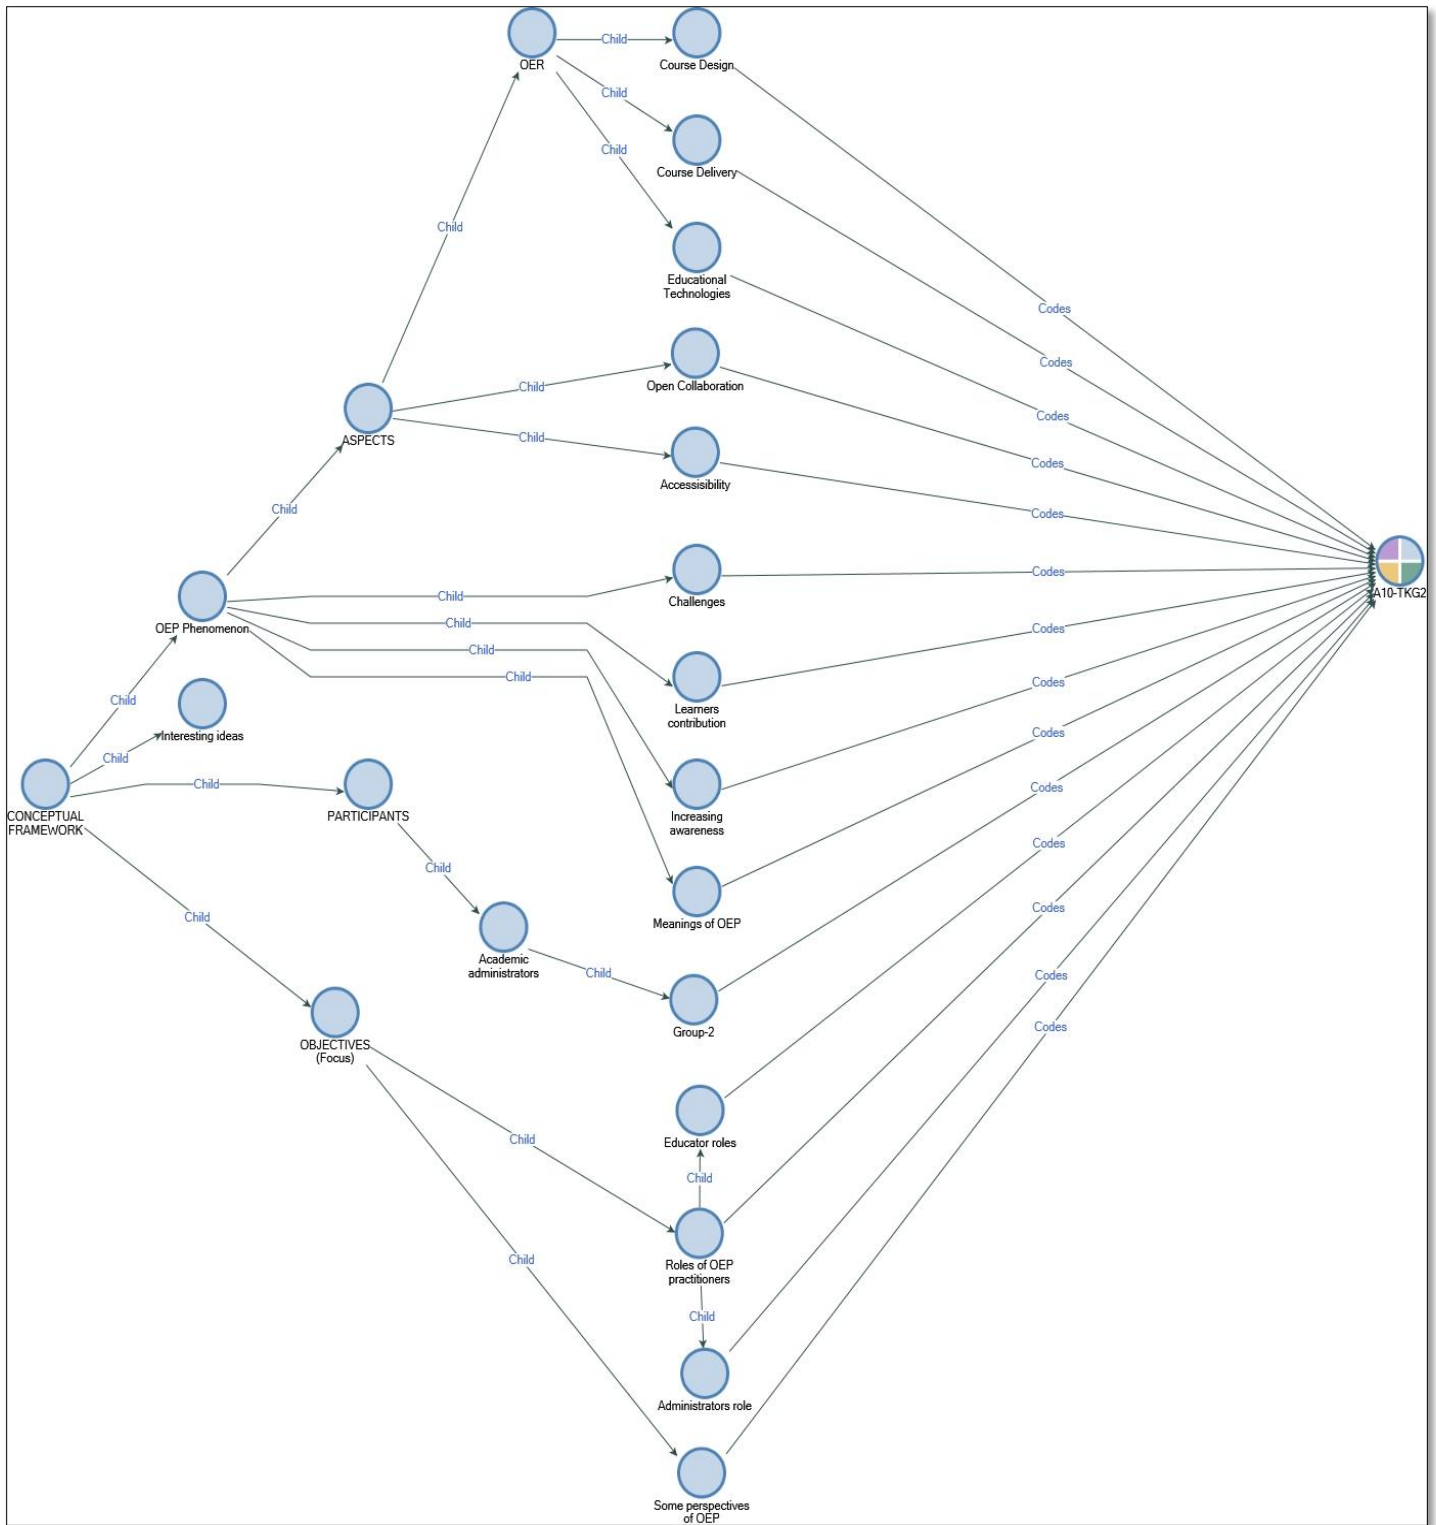 OER
Child
Course Design
Child
Course Delivery
Child
Educational
Technologies
Child
Codes
Codes
Codes
Open Collaboration
Child
ASPECTS
Child
Accessisibility
Codes
Codes
Child
A10-TKG2
OEP Phenomenon
Child
Challenges
Codes
Child
Child
Child
Learners
contribution
Codes
Codes
Child
Interesting ideas
Child
CONCEPTUAL
FRAMEWORK
Child
PARTICIPANTS
Increasing
awareness
Codes
Codes
Child
Academic
administrators
Meanings of OEP
Codes
Child
Group-2
Codes
Child
OBJECTIVES
(Focus)
Codes
Codes
Child
Educator roles
Child
Child
Roles of OEP
practitioners
Child
Administrators role
Some perspectives
of OEP